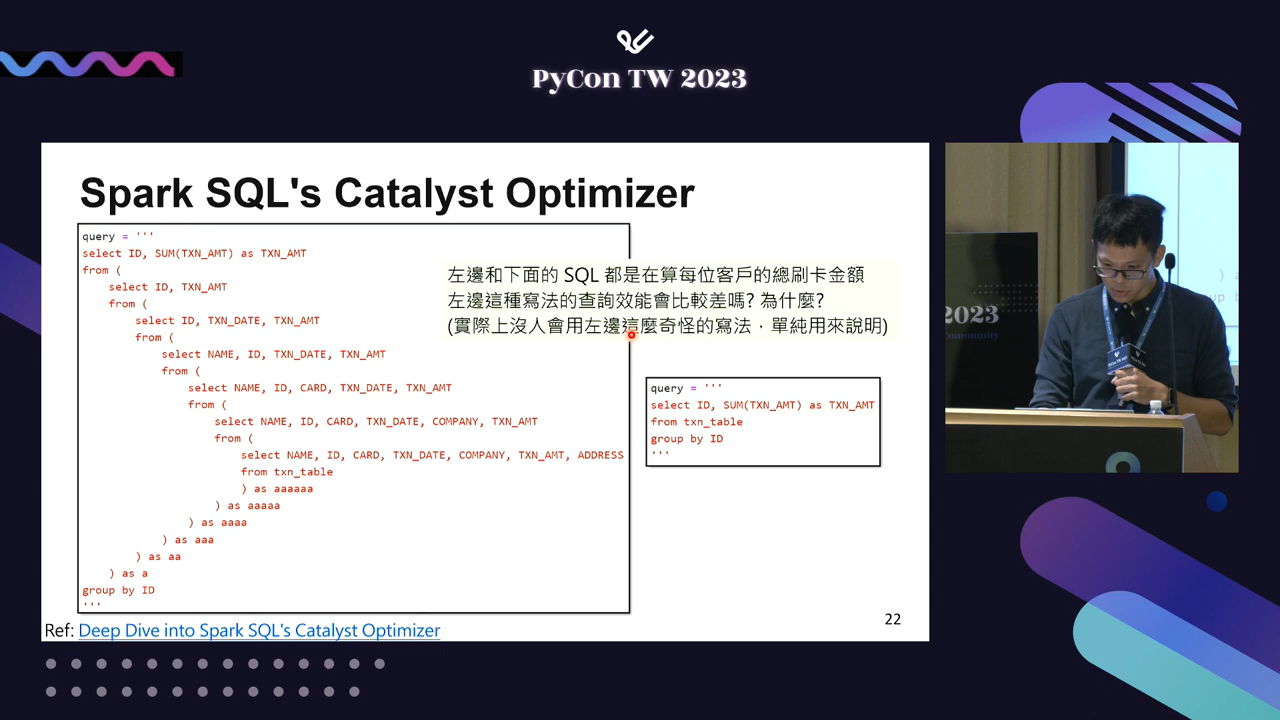 PyCon TW 2023
Spark SQL's Catalyst Optimizer
query = '''
select ID, SUM(TXN_AMT) as TXN_AMT
from (
select ID, TXN_AMT
from (
select ID, TXN_DATE, TXN_AMT
from (
select NAME, ID, TXN_DATE, TXN_AMT
from (
select NAME, ID, CARD, TXN_DATE, TXN_AMT
from (
select NAME, ID, CARD, TXN_DATE, COMPANY, TXN_AMT
from (
select NAME, ID, CARD, TXN_DATE, COMPANY, TXN_AMT, ADDRESS
from txn_table
) as aaaaaa
) as aaaaa
) as aaaa
) as aaa
) as aa
) as a
group by ID
'''
左邊和下面的 SQL 都是在算每位客戶的總刷卡金額
左邊這種寫法的查詢效能會比較差嗎? 為什麼?
(實際上沒人會用左邊這麼奇怪的寫法，單純用來說明)
query = '''
select ID, SUM(TXN_AMT) as TXN_AMT
from txn_table
group by ID
'''
22
Ref: Deep Dive into Spark SQL's Catalyst Optimizer
2023